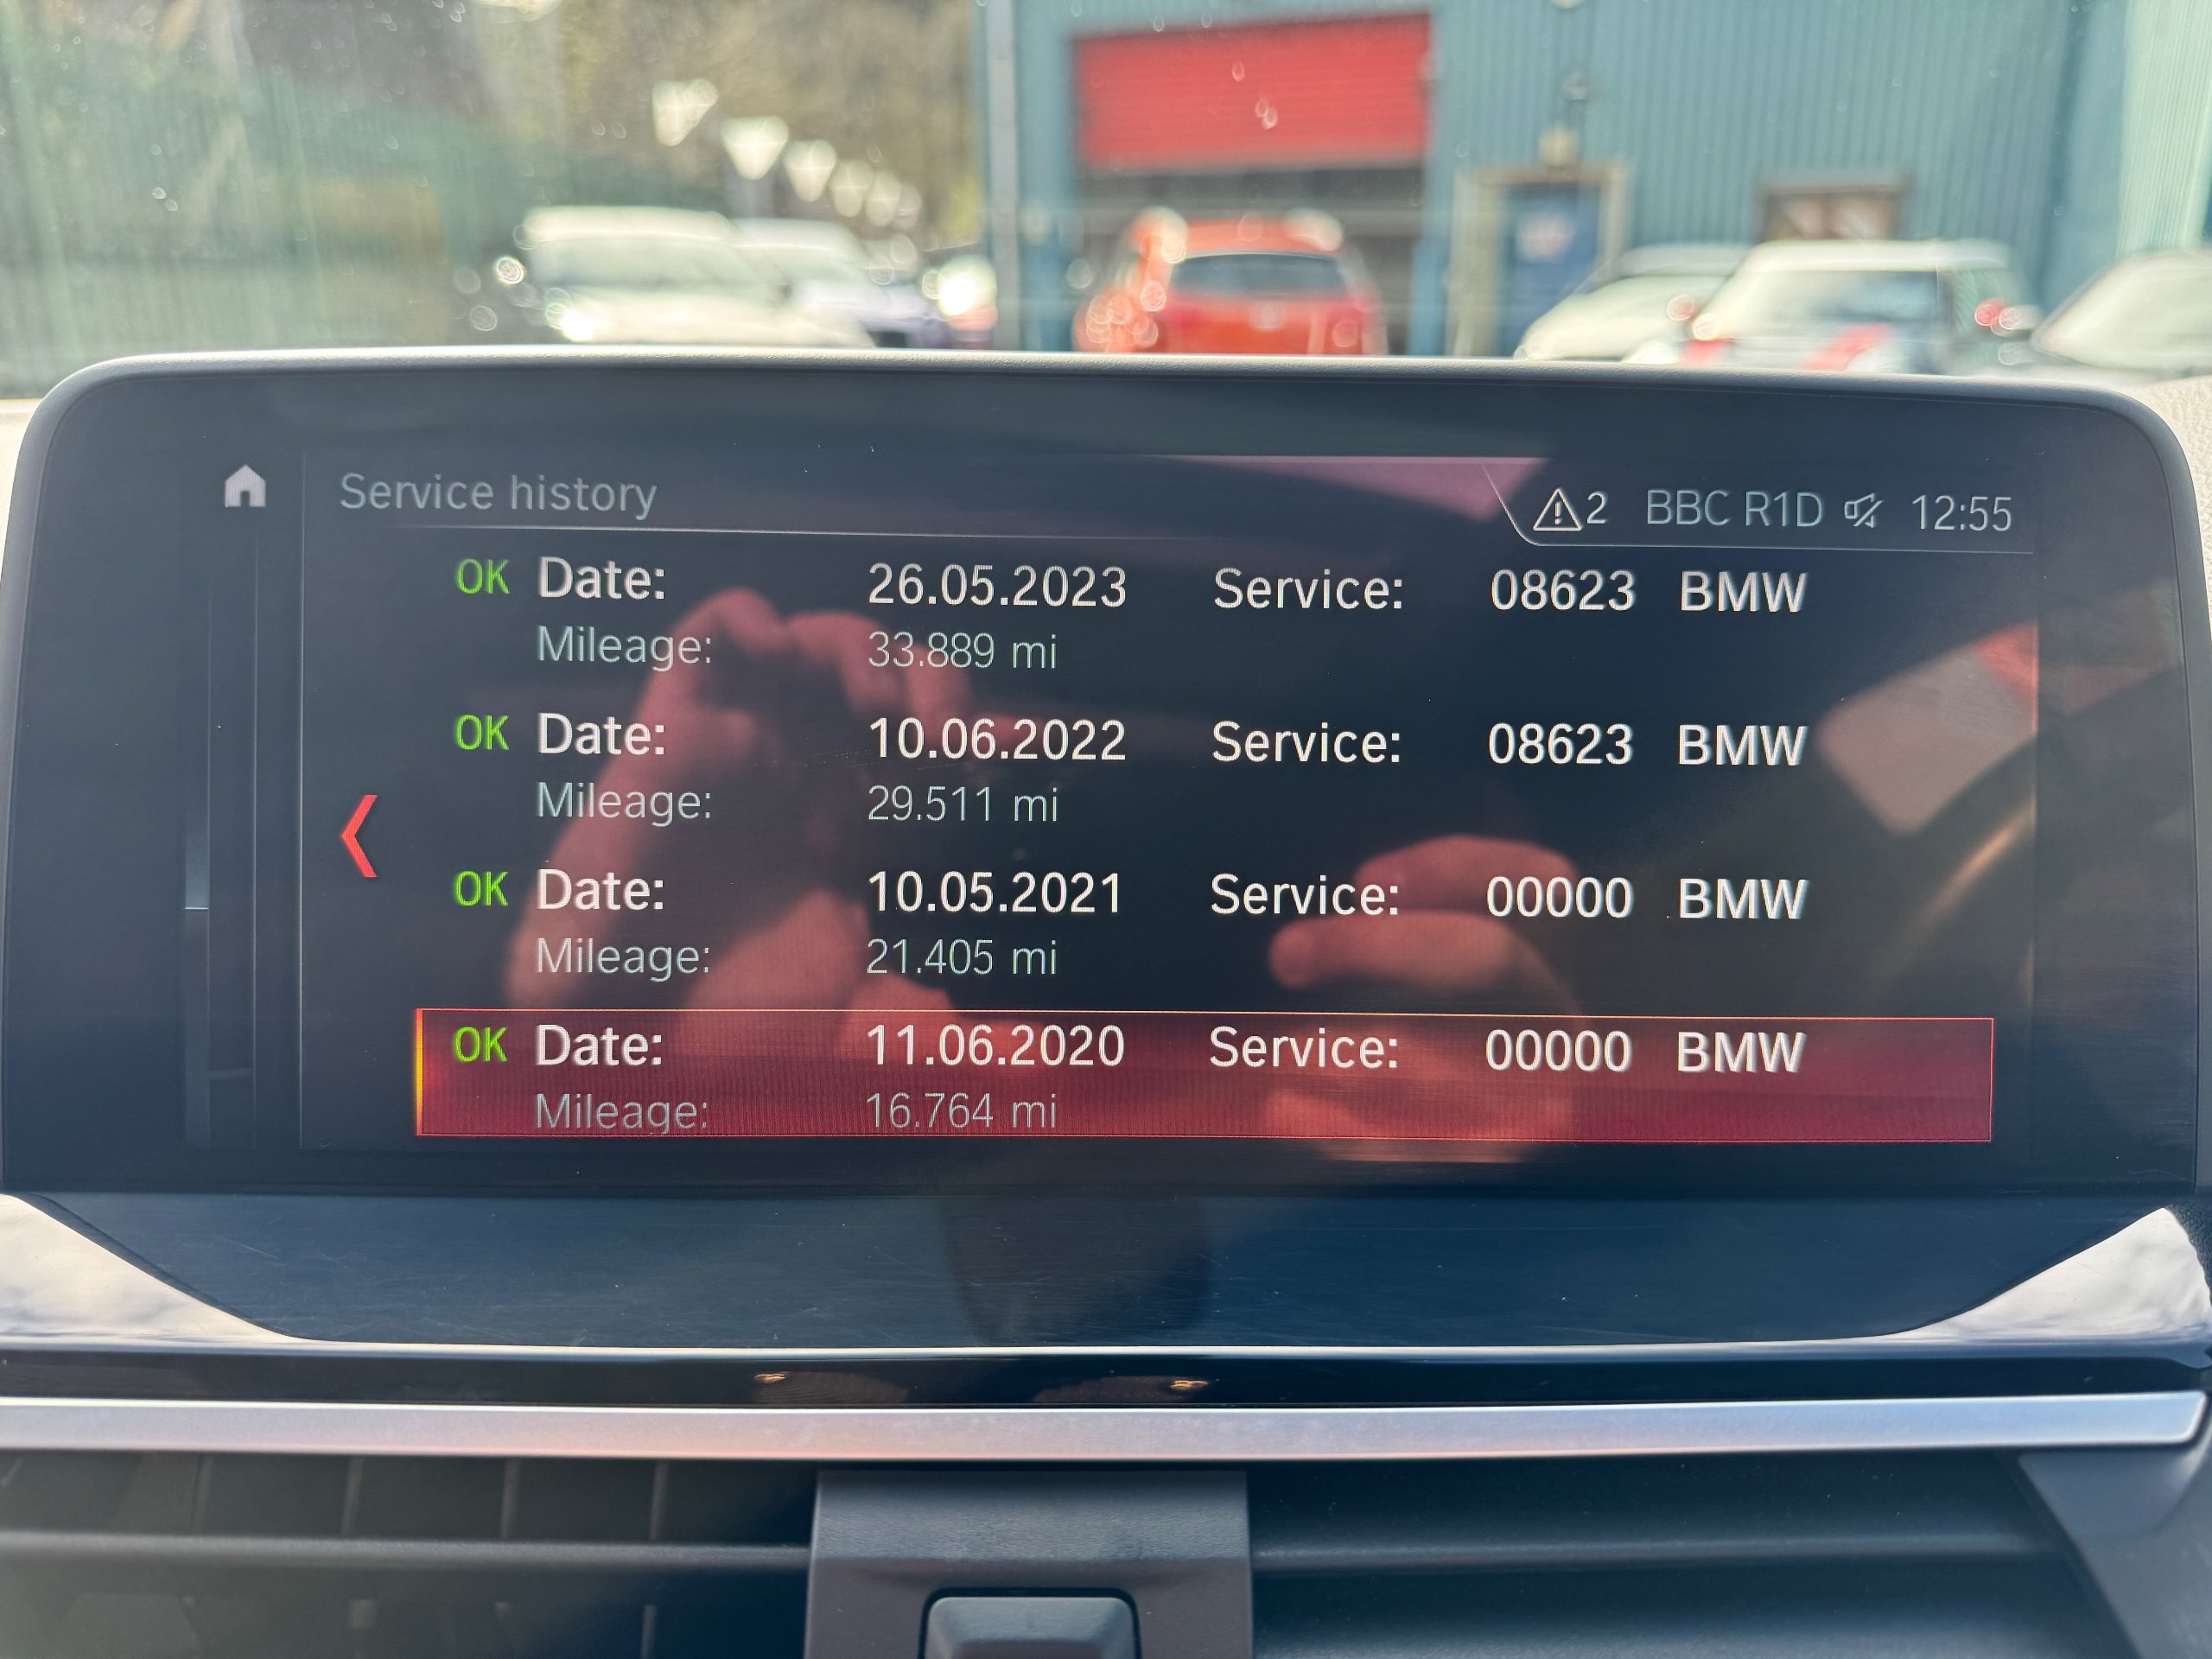 Service history
2 BBC R1D 12:55
OK Date: 26.05.2023 Service: 08623 BMW
Mileage: 33.889 mi
OK Date: 10.06.2022 Service: 08623 BMW
Mileage: 29.511 mi
OK Date: 10.05.2021 Service: 00000 BMW
Mileage: 21.405 mi
OK Date: 11.06.2020 Service: 00000 BMW
Mileage: 16.764 mi